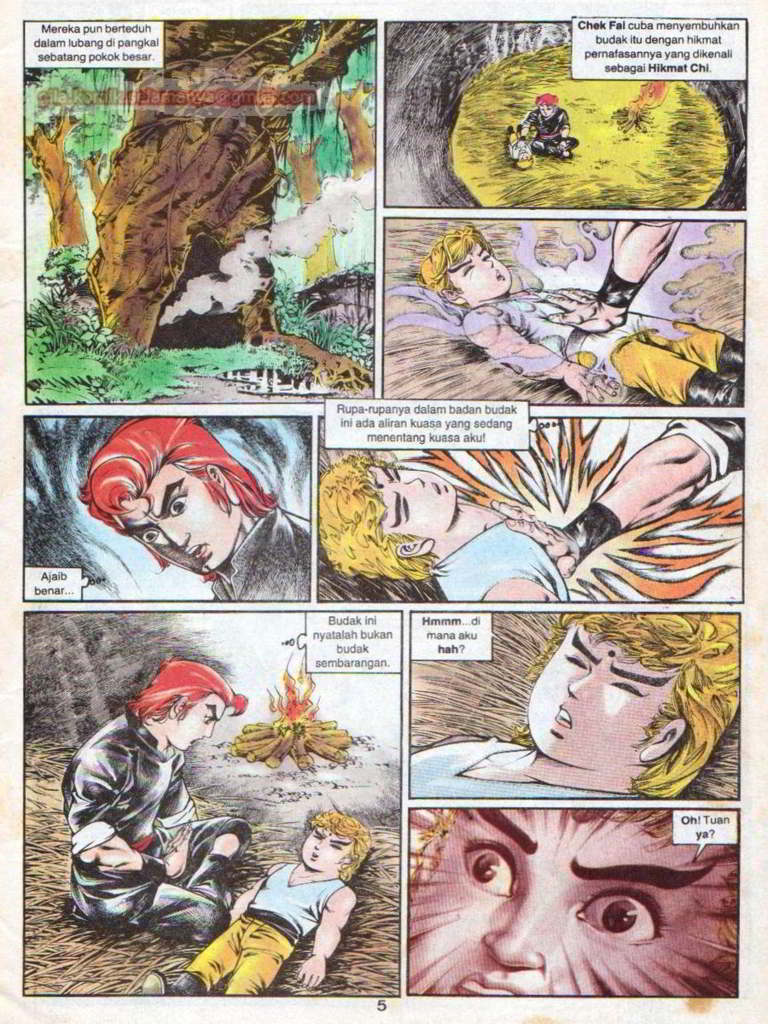 Mereka pun berteduh
dalam lubang di pangkal
sebatang pokok besar.
Chek Fai cuba menyembuhkan
budak itu dengan hikmat
pernafasannya yang dikenali
sebagai Hikmat Chi.
Rupa-rupanya dalam badan budak
ini ada aliran kuasa yang sedang
menentang kuasa aku!
Ajaib
benar...
Budak ini
nyatalah bukan
budak
sembarangan.
Hmmm...di
mana aku
hah?
Oh! Tuan
ya?
5